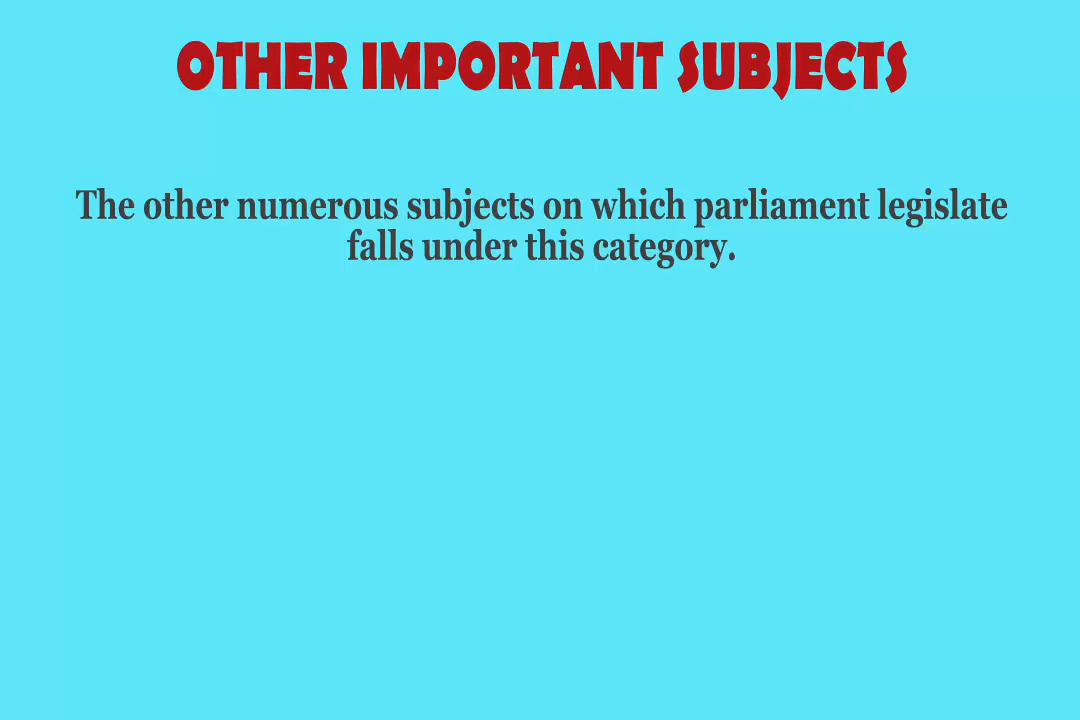 OTHER IMPORTANT SUBJECTS
The other numerous subjects on which parliament legislate
falls under this category.